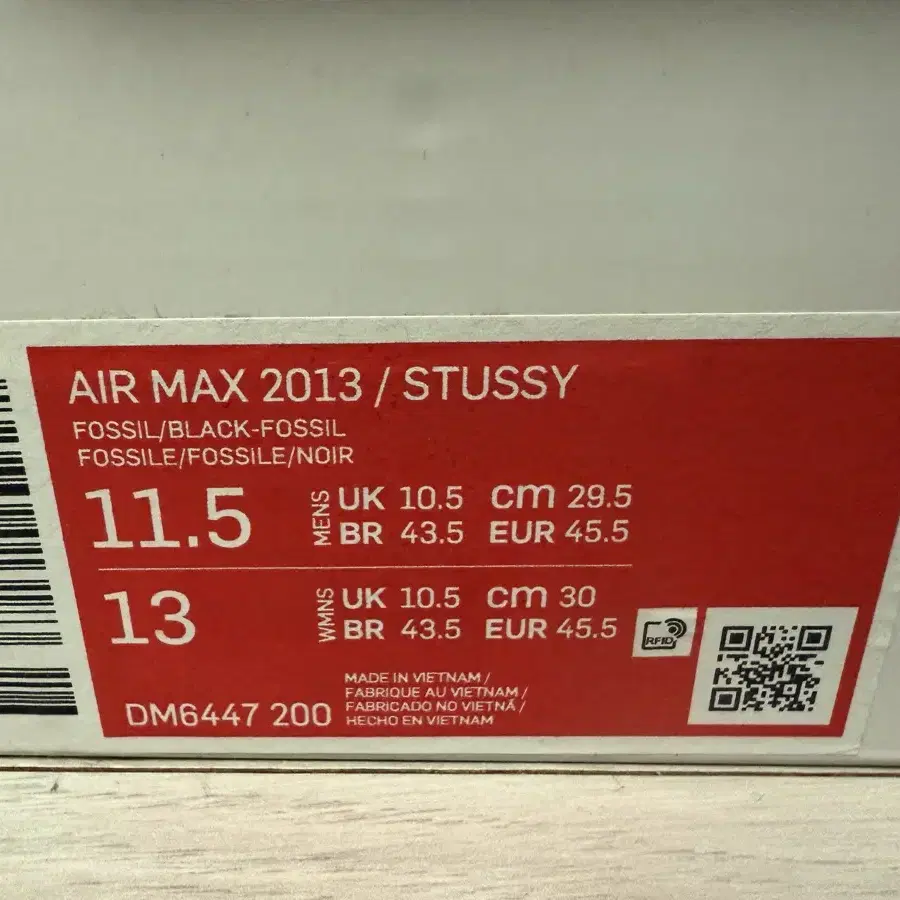 AIR MAX 2013 / STUSSY
FOSSIL/BLACK-FOSSIL
FOSSILE/FOSSILE/NOIR
11.5 MENS UK 10.5 cm 29.5
BR 43.5 EUR 45.5
13 WMNS UK 10.5 cm 30
BR 43.5 EUR 45.5
RFID
MADE IN VIETNAM /
FABRIQUE AU VIETNAM /
FABRICADO NO VIETNÃ /
HECHO EN VIETNAM
DM6447 200